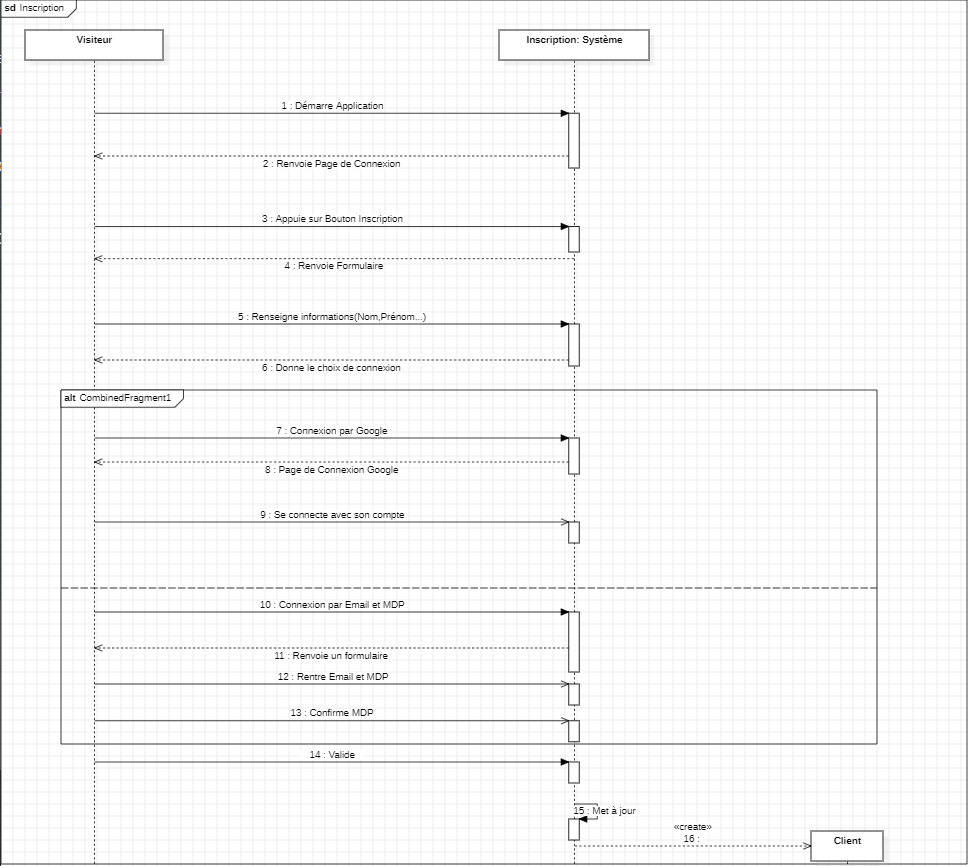 sd Inscription
Visiteur
Inscription: Système
1 : Démarre Application
2 : Renvoie Page de Connexion
3 : Appuie sur Bouton Inscription
4 : Renvoie Formulaire
5 : Renseigne informations(Nom,Prénom...)
6 : Donne le choix de connexion
alt CombinedFragment1
7 : Connexion par Google
8 : Page de Connexion Google
9 : Se connecte avec son compte
10 : Connexion par Email et MDP
11 : Renvoie un formulaire
12 : Rentre Email et MDP
13 : Confirme MDP
14 : Valide
15 : Met à jour
«create»
16 :
Client